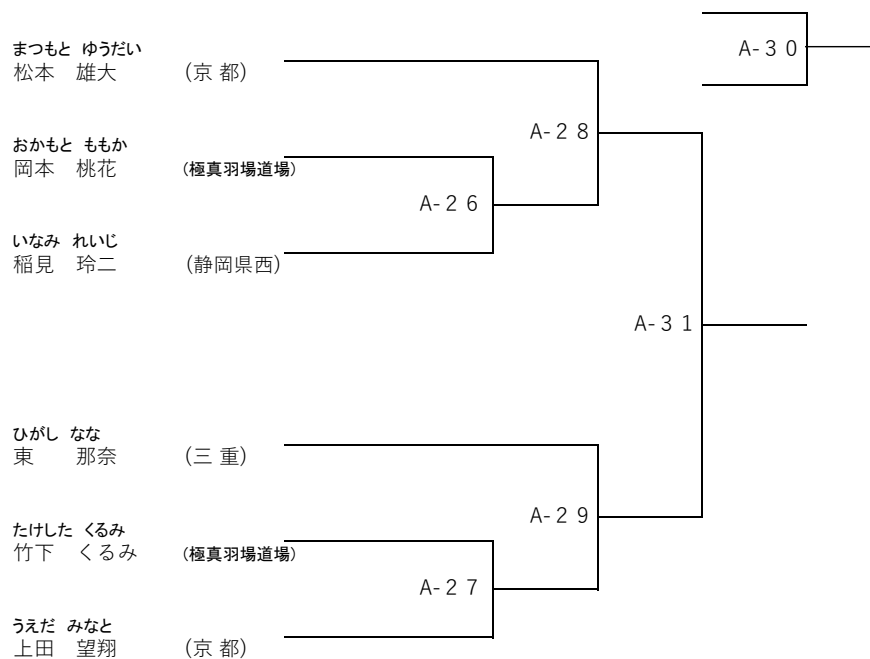 A-３０
まつもと ゆうだい
松本　雄大　(京 都)
A-２８
おかもと ももか
岡本　桃花　(極真羽場道場)
A-２６
いなみ れいじ
稲見　玲二　(静岡県西)
A-３１
ひがし なな
東　　那奈　(三 重)
A-２９
たけした くるみ
竹下　くるみ　(極真羽場道場)
A-２７
うえだ みなと
上田　望翔　(京 都)